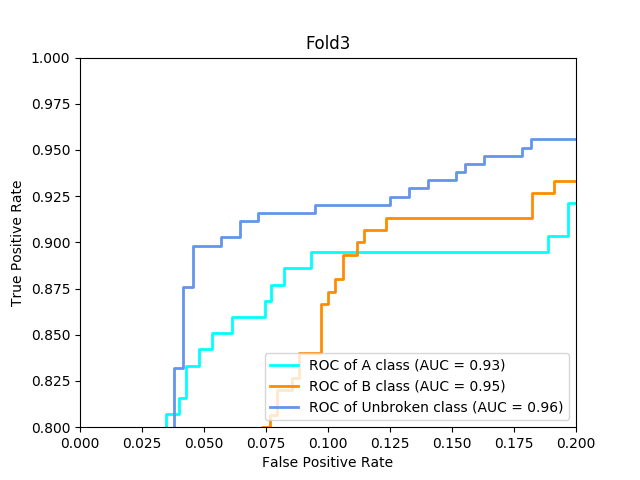 Fold3
1.000
0.975
0.950
0.925
0.900
0.875
0.850
0.825
0.800
True Positive Rate
ROC of A class (AUC = 0.93)
ROC of B class (AUC = 0.95)
ROC of Unbroken class (AUC = 0.96)
0.000 0.025 0.050 0.075 0.100 0.125 0.150 0.175 0.200
False Positive Rate